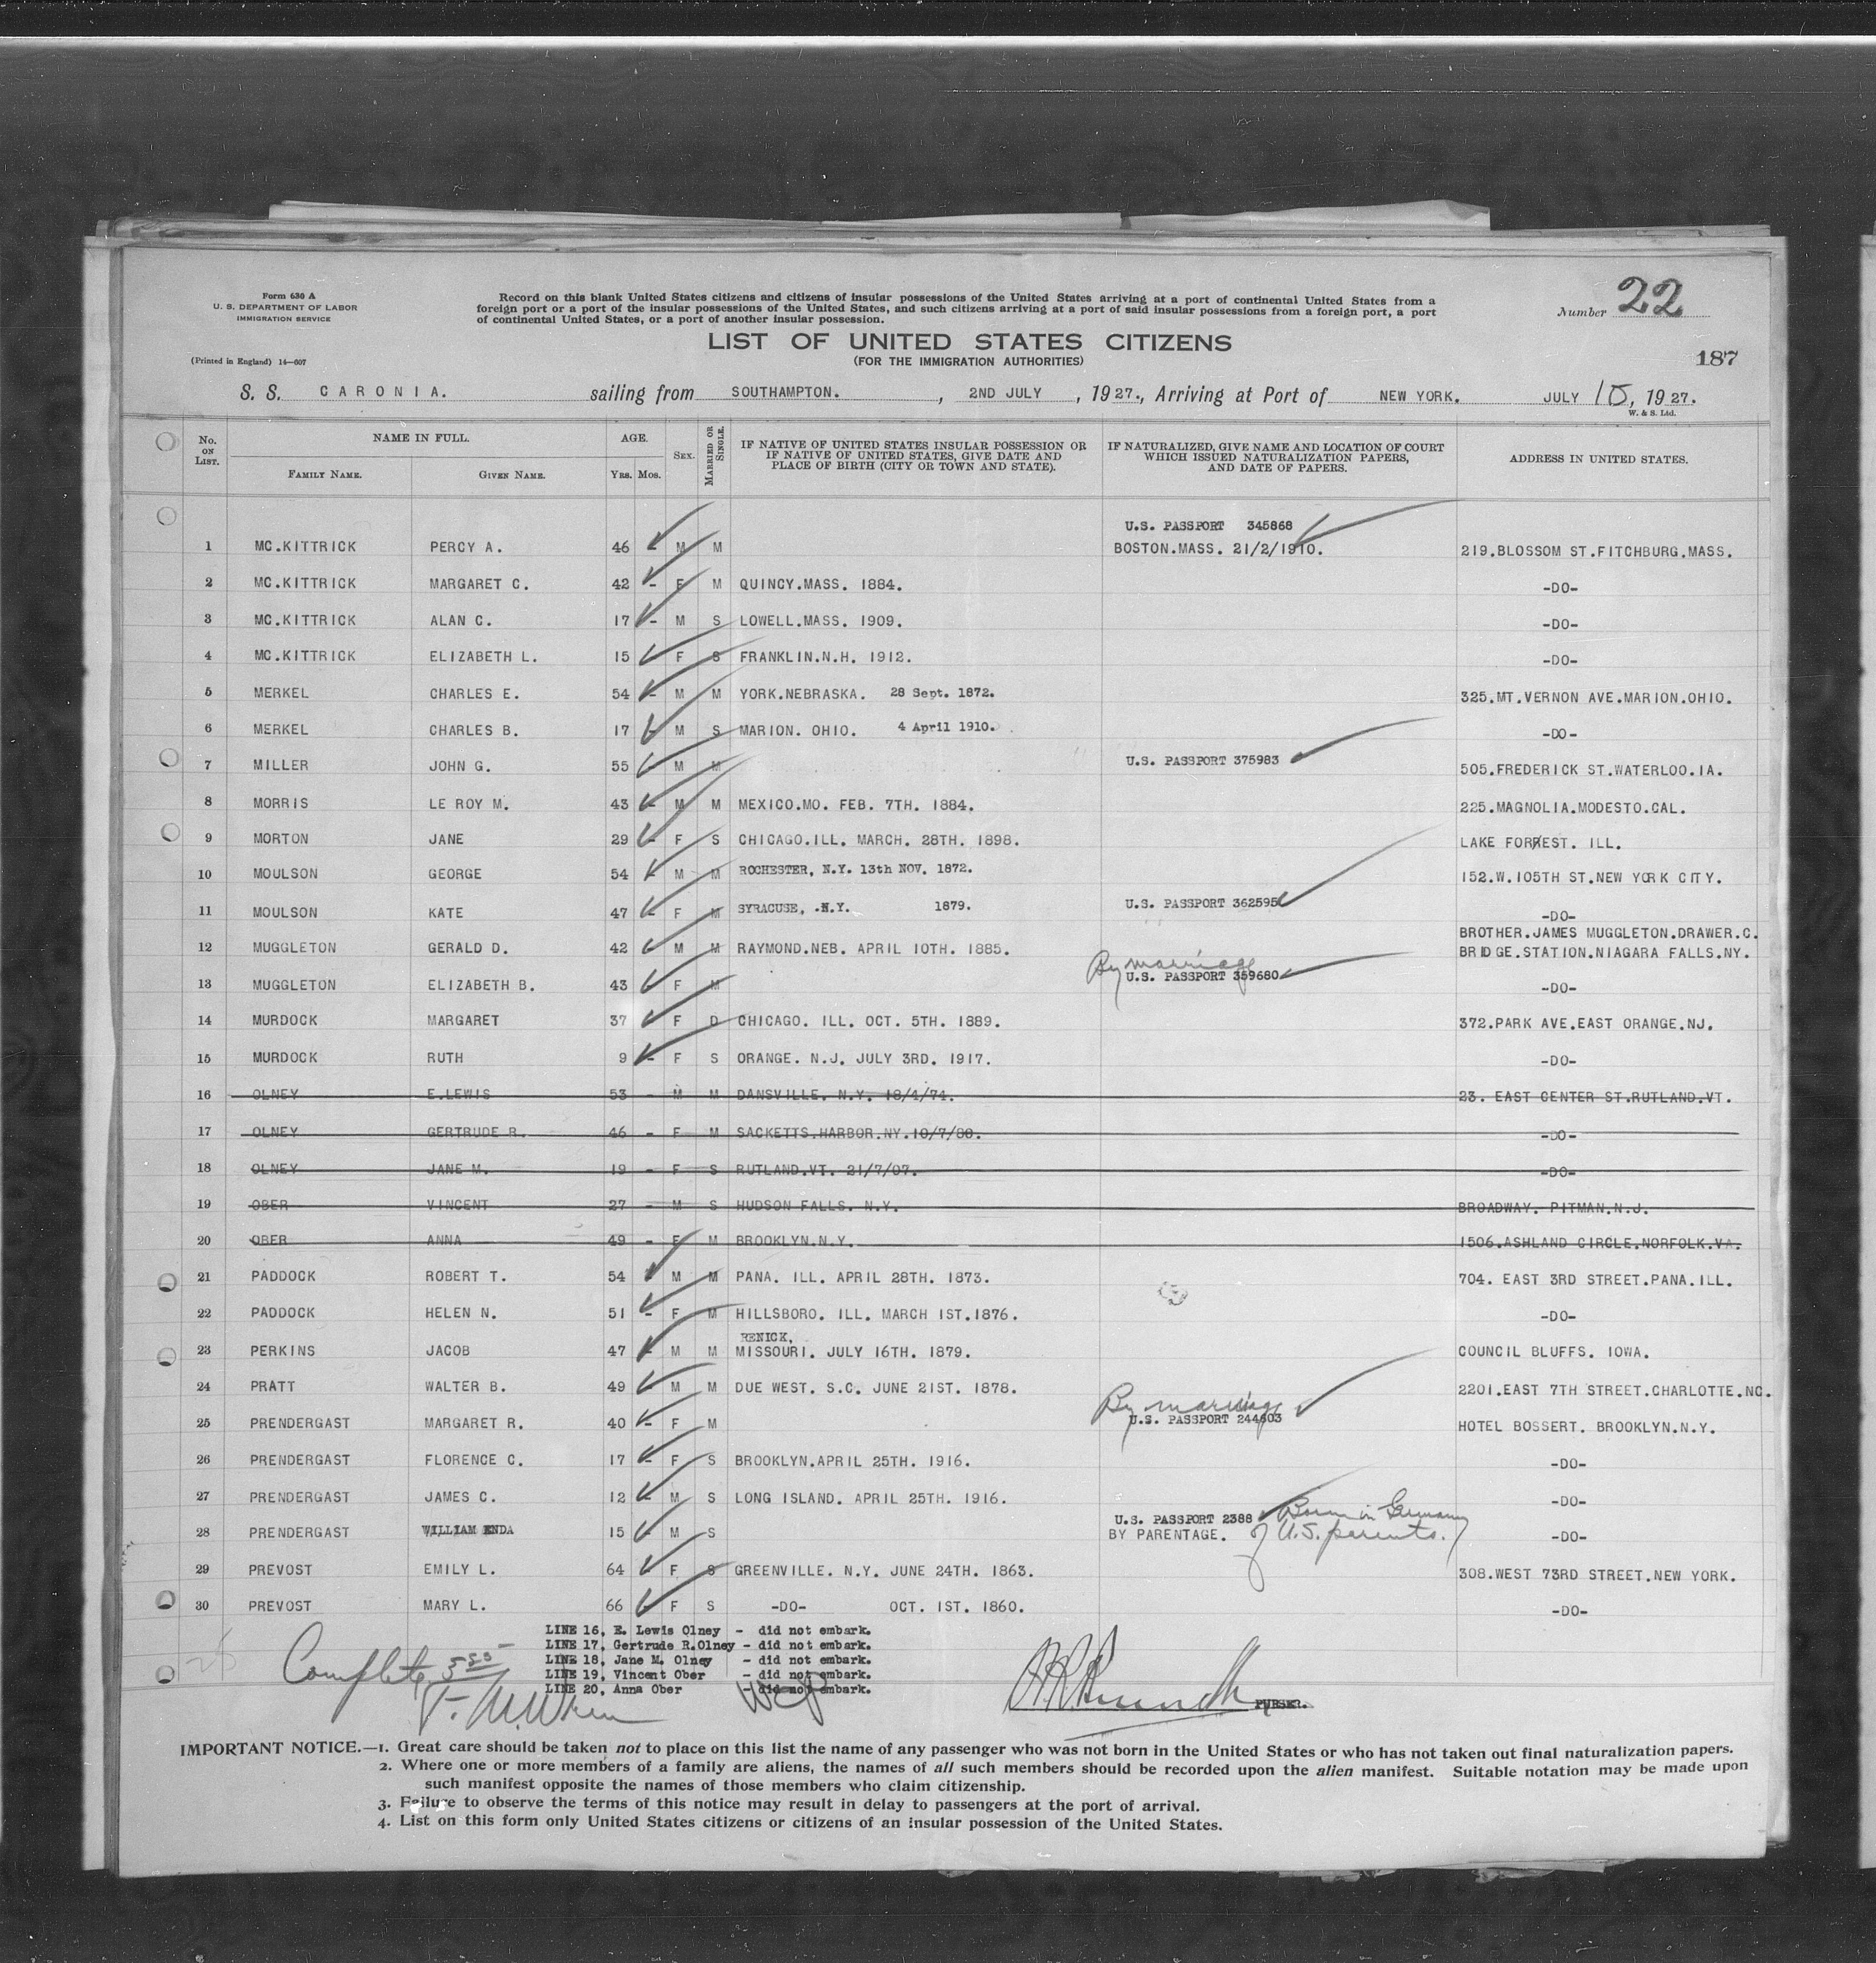 Form 630 A
U. S. DEPARTMENT OF LABOR
IMMIGRATION SERVICE
(Printed in England) 14—607
Record on this blank United States citizens and citizens of insular possessions of the United States arriving at a port of continental United States from a
foreign port or a port of the insular possessions of the United States, and such citizens arriving at a port of said insular possessions from a foreign port, a port
of continental United States, or a port of another insular possession.
Number 22
LIST OF UNITED STATES CITIZENS
(FOR THE IMMIGRATION AUTHORITIES)
187
S. S. CARONIA. sailing from SOUTHAMPTON. , 2ND JULY , 1927., Arriving at Port of NEW YORK. JULY 10, 1927.
W. & S. Ltd.
No. ON LIST. NAME IN FULL. FAMILY NAME. GIVEN NAME. AGE. YRS. MOS. SEX. MARRIED OR SINGLE. IF NATIVE OF UNITED STATES INSULAR POSSESSION OR IF NATIVE OF UNITED STATES, GIVE DATE AND PLACE OF BIRTH (CITY OR TOWN AND STATE). IF NATURALIZED, GIVE NAME AND LOCATION OF COURT WHICH ISSUED NATURALIZATION PAPERS, AND DATE OF PAPERS. ADDRESS IN UNITED STATES.
U.S. PASSPORT 345868
1 MC.KITTRICK PERCY A. 46 - M M BOSTON.MASS. 21/2/1910. 219.BLOSSOM ST.FITCHBURG.MASS.
2 MC.KITTRICK MARGARET C. 42 - F M QUINCY.MASS. 1884. -DO-
3 MC.KITTRICK ALAN C. 17 - M S LOWELL.MASS. 1909. -DO-
4 MC.KITTRICK ELIZABETH L. 15 F S FRANKLIN.N.H. 1912. -DO-
5 MERKEL CHARLES E. 54 - M M YORK.NEBRASKA. 28 Sept. 1872. 325.MT.VERNON AVE.MARION.OHIO.
6 MERKEL CHARLES B. 17 M S MARION. OHIO. 4 April 1910. -DO-
7 MILLER JOHN G. 55 - M M U.S. PASSPORT 375983 505.FREDERICK ST.WATERLOO.IA.
8 MORRIS LE ROY M. 43 - M M MEXICO.MO. FEB. 7TH. 1884. 225.MAGNOLIA.MODESTO.CAL.
9 MORTON JANE 29 - F S CHICAGO.ILL. MARCH. 28TH. 1898. LAKE FORREST. ILL.
10 MOULSON GEORGE 54 - M M ROCHESTER, N.Y. 13th NOV. 1872. 152.W.105TH ST.NEW YORK CITY.
11 MOULSON KATE 47 - F M SYRACUSE, .N.Y. 1879. U.S. PASSPORT 362595 -DO-
BROTHER.JAMES MUGGLETON.DRAWER.C.
12 MUGGLETON GERALD D. 42 - M M RAYMOND.NEB. APRIL 10TH. 1885. BRIDGE.STATION.NIAGARA FALLS.NY.
By marriage
U.S. PASSPORT 359680
13 MUGGLETON ELIZABETH B. 43 - F M -DO-
14 MURDOCK MARGARET 37 F D CHICAGO. ILL. OCT. 5TH. 1889. 372.PARK AVE.EAST ORANGE.NJ.
15 MURDOCK RUTH 9 - F S ORANGE. N.J. JULY 3RD. 1917. -DO-
16 OLNEY E.LEWIS 53 - M M DANSVILLE. N.Y. 18/4/74. 23. EAST CENTER ST.RUTLAND.VT.
17 OLNEY GERTRUDE R. 46 - F M SACKETTS.HARBOR.NY.10/7/80. -DO-
18 OLNEY JANE M. 19 - F S RUTLAND.VT. 21/7/07. -DO-
19 OBER VINCENT 27 - M S HUDSON FALLS. N.Y. BROADWAY. PITMAN.N.J.
20 OBER ANNA 49 - F M BROOKLYN.N.Y. 1506.ASHLAND CIRCLE.NORFOLK.VA.
21 PADDOCK ROBERT T. 54 M M PANA. ILL. APRIL 28TH. 1873. 704. EAST 3RD STREET.PANA.ILL.
22 PADDOCK HELEN N. 51 - F M HILLSBORO. ILL. MARCH 1ST.1876. -DO-
RENICK,
23 PERKINS JACOB 47 - M M MISSOURI. JULY 16TH. 1879. COUNCIL BLUFFS. IOWA.
24 PRATT WALTER B. 49 - M M DUE WEST. S.C. JUNE 21ST. 1878. 2201.EAST 7TH STREET.CHARLOTTE.NC.
By marriage
25 PRENDERGAST MARGARET R. 40 - F M U.S. PASSPORT 244603 HOTEL BOSSERT. BROOKLYN.N.Y.
26 PRENDERGAST FLORENCE C. 17 - F S BROOKLYN.APRIL 25TH. 1916. -DO-
27 PRENDERGAST JAMES C. 12 - M S LONG ISLAND. APRIL 25TH. 1916. -DO-
U.S. PASSPORT 2388 Born in Germany
28 PRENDERGAST WILLIAM ENDA 15 - M S BY PARENTAGE. of U.S. parents. -DO-
29 PREVOST EMILY L. 64 - F S GREENVILLE. N.Y. JUNE 24TH. 1863. 308.WEST 73RD STREET.NEW YORK.
30 PREVOST MARY L. 66 - F S -DO- OCT. 1ST. 1860. -DO-
LINE 16, E. Lewis Olney - did not embark.
LINE 17, Gertrude R.Olney - did not embark.
LINE 18, Jane M. Olney - did not embark.
LINE 19, Vincent Ober - did not embark.
LINE 20, Anna Ober - did not embark.
Complete
PURSER.
IMPORTANT NOTICE.—1. Great care should be taken not to place on this list the name of any passenger who was not born in the United States or who has not taken out final naturalization papers.
2. Where one or more members of a family are aliens, the names of all such members should be recorded upon the alien manifest. Suitable notation may be made upon
such manifest opposite the names of those members who claim citizenship.
3. Failure to observe the terms of this notice may result in delay to passengers at the port of arrival.
4. List on this form only United States citizens or citizens of an insular possession of the United States.